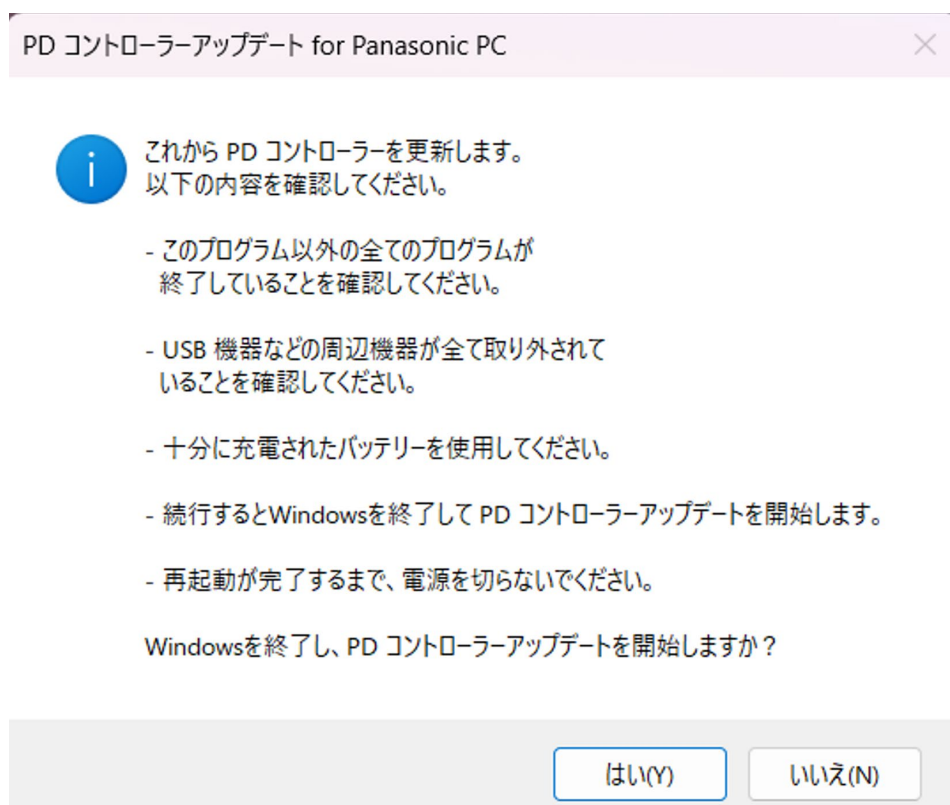 PD コントローラーアップデート for Panasonic PC
これから PD コントローラーを更新します。
以下の内容を確認してください。
- このプログラム以外の全てのプログラムが
終了していることを確認してください。
- USB 機器などの周辺機器が全て取り外されて
いることを確認してください。
- 十分に充電されたバッテリーを使用してください。
- 続行するとWindowsを終了して PD コントローラーアップデートを開始します。
- 再起動が完了するまで、電源を切らないでください。
Windowsを終了し、PD コントローラーアップデートを開始しますか？
はい(Y)
いいえ(N)